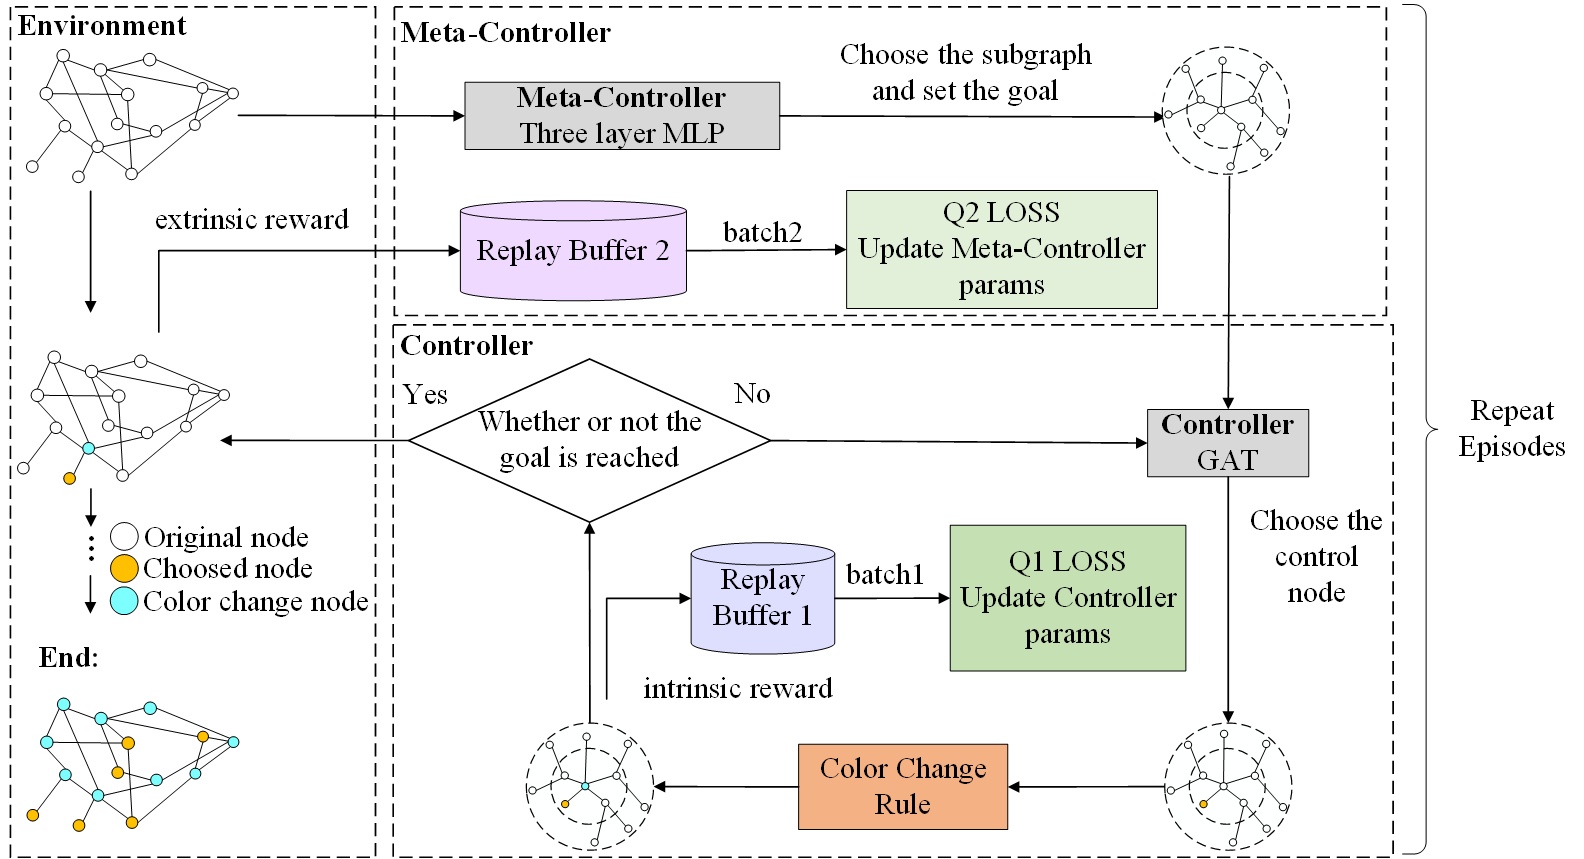 Environment
Meta-Controller
Meta-Controller
Three layer MLP
Choose the subgraph
and set the goal
extrinsic reward
Replay Buffer 2
batch2
Q2 LOSS
Update Meta-Controller
params
Controller
Yes
No
Whether or not the
goal is reached
Controller
GAT
Repeat
Episodes
Original node
Choosed node
Color change node
Choose the
control
node
Replay
Buffer 1
batch1
Q1 LOSS
Update Controller
params
intrinsic reward
End:
Color Change
Rule